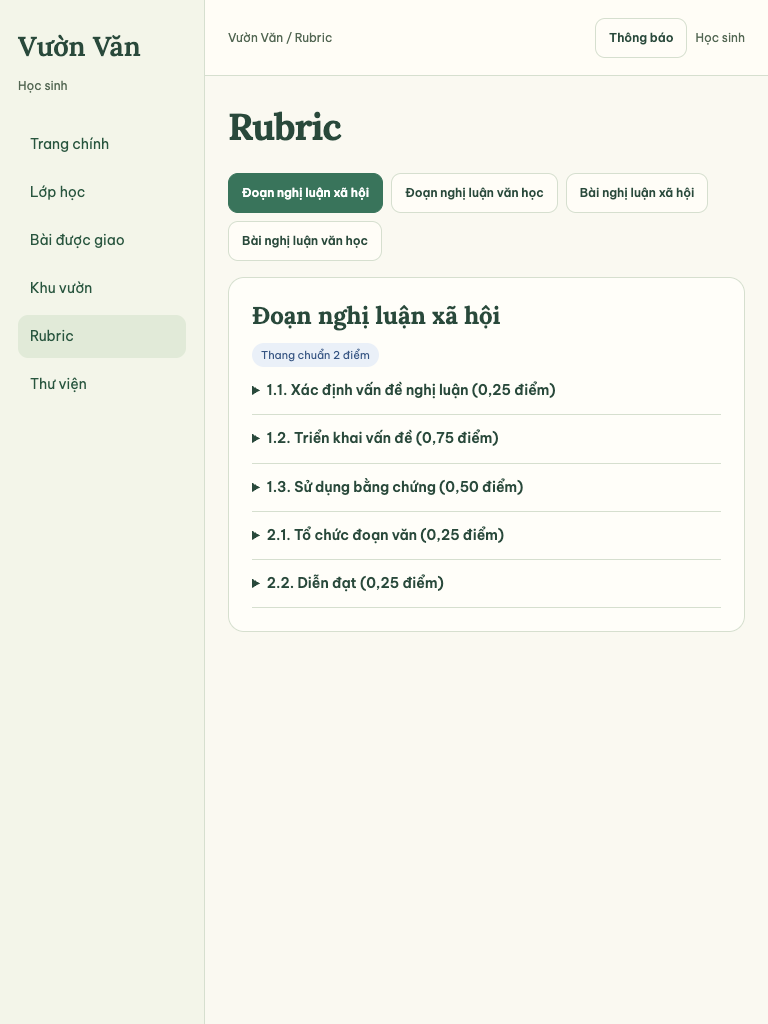 Vườn Văn
Học sinh
Trang chính
Lớp học
Bài được giao
Khu vườn
Rubric
Thư viện
Vườn Văn / Rubric
Thông báo
Học sinh
Rubric
Đoạn nghị luận xã hội
Đoạn nghị luận văn học
Bài nghị luận xã hội
Bài nghị luận văn học
Đoạn nghị luận xã hội
Thang chuẩn 2 điểm
1.1. Xác định vấn đề nghị luận (0,25 điểm)
1.2. Triển khai vấn đề (0,75 điểm)
1.3. Sử dụng bằng chứng (0,50 điểm)
2.1. Tổ chức đoạn văn (0,25 điểm)
2.2. Diễn đạt (0,25 điểm)